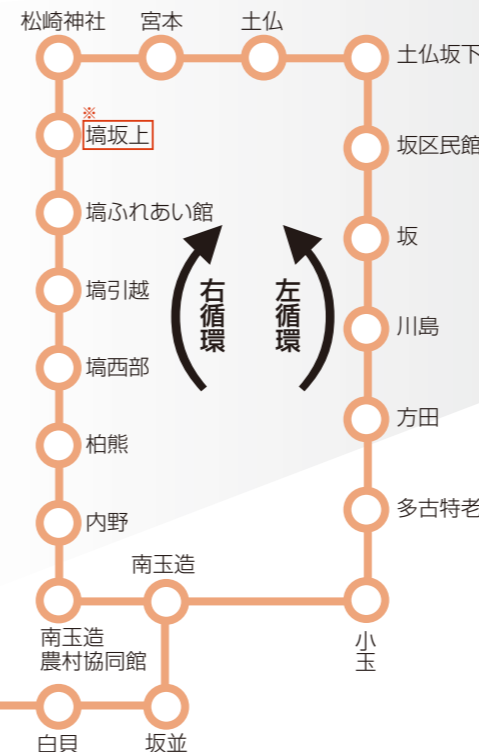 松崎神社
宮本
土仏
土仏坂下
※
塙坂上
坂区民館
塙ふれあい館
坂
塙引越
右循環
左循環
川島
塙西部
方田
柏熊
多古特老
内野
南玉造
南玉造
農村協同館
小玉
白貝
坂並